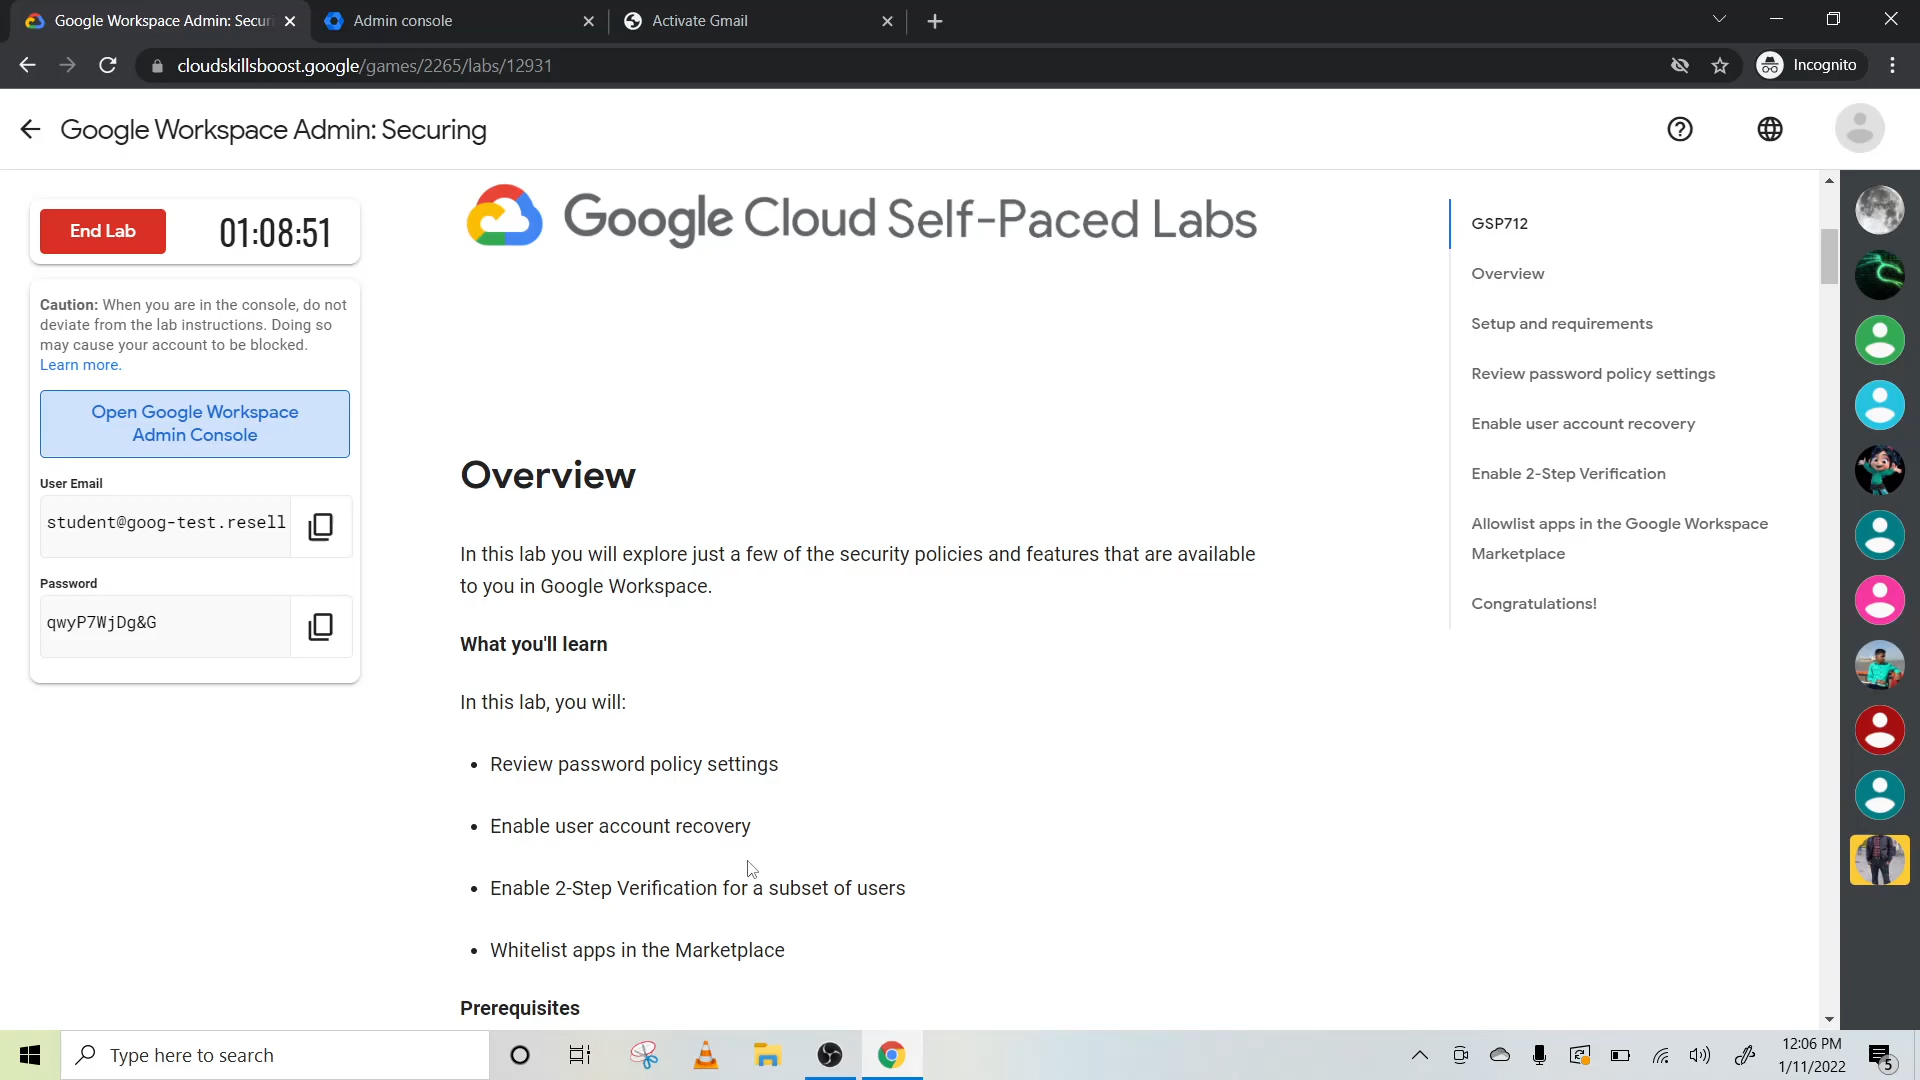 Google Workspace Admin: Securi
Admin console
Activate Gmail
cloudskillsboost.google/games/2265/labs/12931
Incognito
Google Workspace Admin: Securing
End Lab
01:08:51
Caution: When you are in the console, do not
deviate from the lab instructions. Doing so
may cause your account to be blocked.
Learn more.
Open Google Workspace
Admin Console
User Email
student@goog-test.resell
Password
qwyP7WjDg&G
Google Cloud Self-Paced Labs
Overview
In this lab you will explore just a few of the security policies and features that are available
to you in Google Workspace.
What you'll learn
In this lab, you will:
• Review password policy settings
• Enable user account recovery
• Enable 2-Step Verification for a subset of users
• Whitelist apps in the Marketplace
Prerequisites
GSP712
Overview
Setup and requirements
Review password policy settings
Enable user account recovery
Enable 2-Step Verification
Allowlist apps in the Google Workspace
Marketplace
Congratulations!
Type here to search
12:06 PM
1/11/2022
5